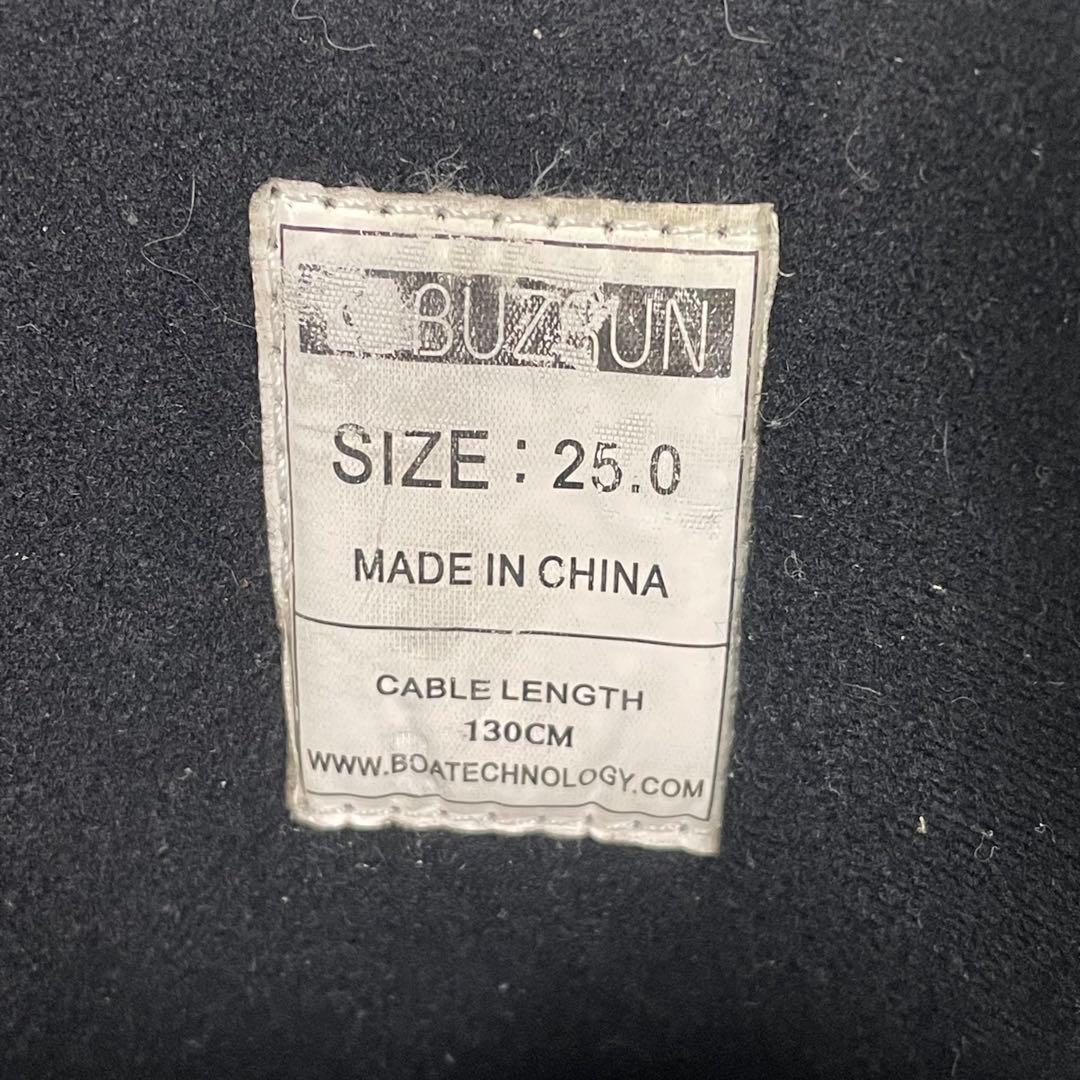 BUZRUN
SIZE : 25.0
MADE IN CHINA
CABLE LENGTH
130CM
WWW.BOATECHNOLOGY.COM